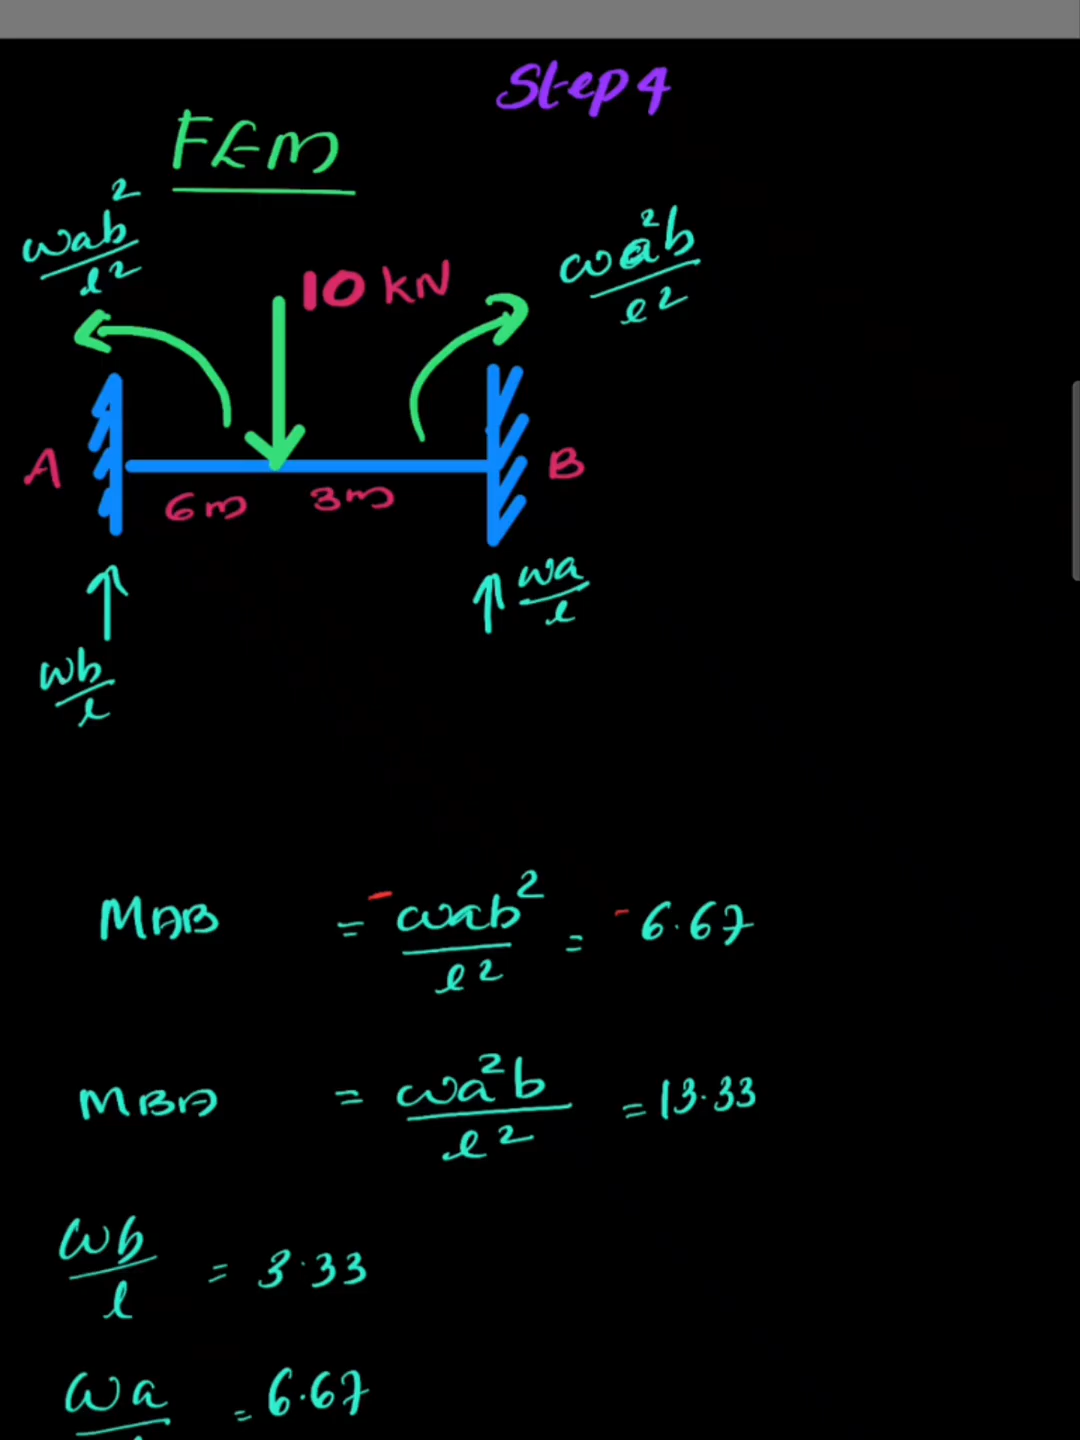 Step 4
FEM
wab²/l²
wa²b/l²
10 kN
A
B
6m
3m
wa/l
wb/l
MAB = -wab²/l² = -6.67
MBA = wa²b/l² = 13.33
wb/l = 3.33
wa = 6.67